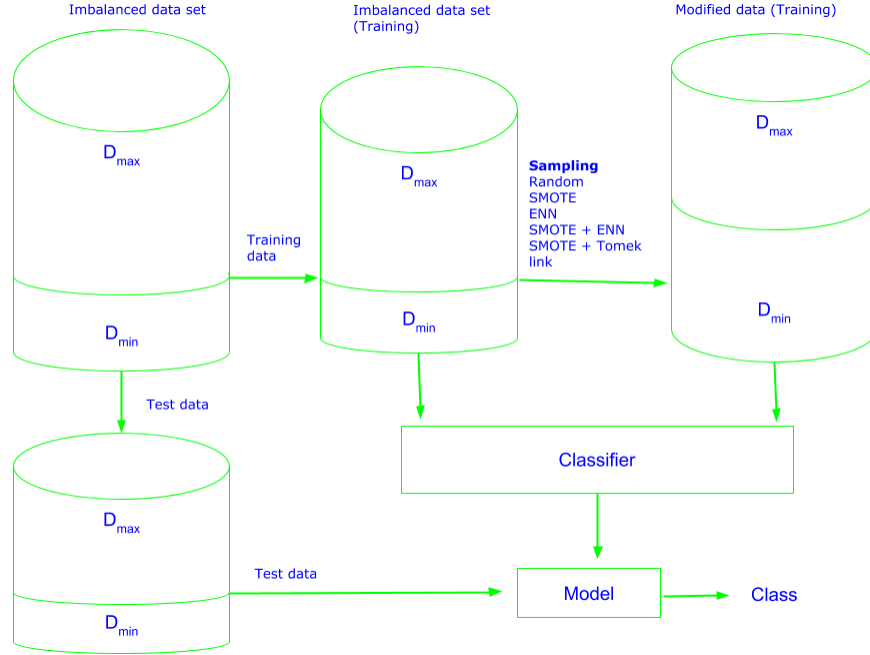 Imbalanced data set
Imbalanced data set
(Training)
Modified data (Training)
Dmax
Dmax
Dmax
Sampling
Random
SMOTE
ENN
SMOTE + ENN
SMOTE + Tomek
link
Training
data
Dmin
Dmin
Dmin
Test data
Classifier
Dmax
Test data
Model
Class
Dmin